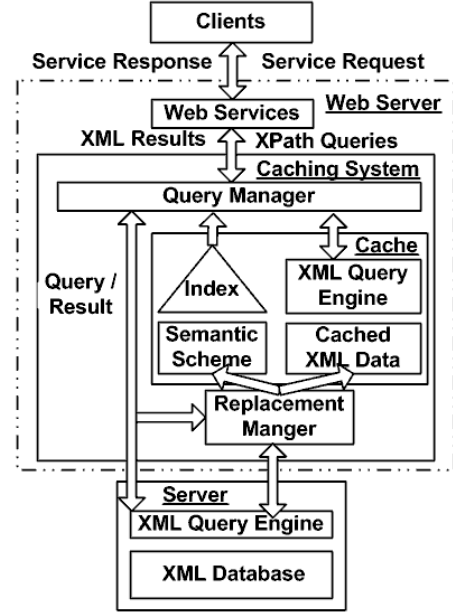 Clients
Service Response Service Request
Web Server
Web Services
XML Results XPath Queries
Caching System
Query Manager
Cache
Query /
Result
Index
XML Query
Engine
Semantic
Scheme
Cached
XML Data
Replacement
Manger
Server
XML Query Engine
XML Database